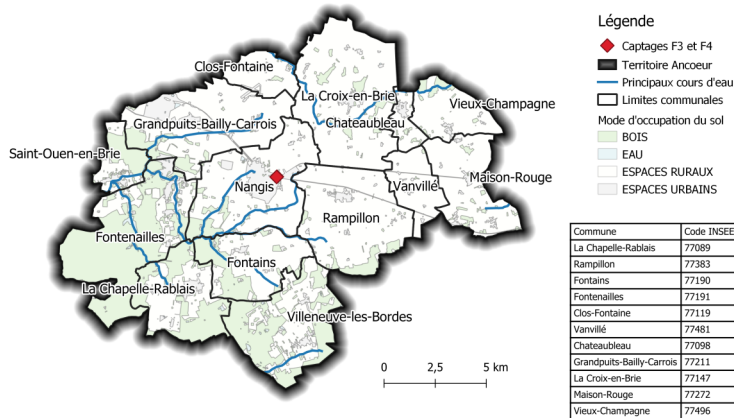 Clos-Fontaine
La Croix-en-Brie
Vieux-Champagne
Grandpuits-Bailly-Carrois
Chateaubleau
Saint-Ouen-en-Brie
Nangis
Vanvillé
Maison-Rouge
Rampillon
Fontenailles
Fontains
La Chapelle-Rablais
Villeneuve-les-Bordes
0 2,5 5 km
Légende
Captages F3 et F4
Territoire Ancoeur
Principaux cours d'eau
Limites communales
Mode d'occupation du sol
BOIS
EAU
ESPACES RURAUX
ESPACES URBAINS
Commune Code INSEE
La Chapelle-Rablais 77089
Rampillon 77383
Fontains 77190
Fontenailles 77191
Clos-Fontaine 77119
Vanvillé 77481
Chateaubleau 77098
Grandpuits-Bailly-Carrois 77211
La Croix-en-Brie 77147
Maison-Rouge 77272
Vieux-Champagne 77496